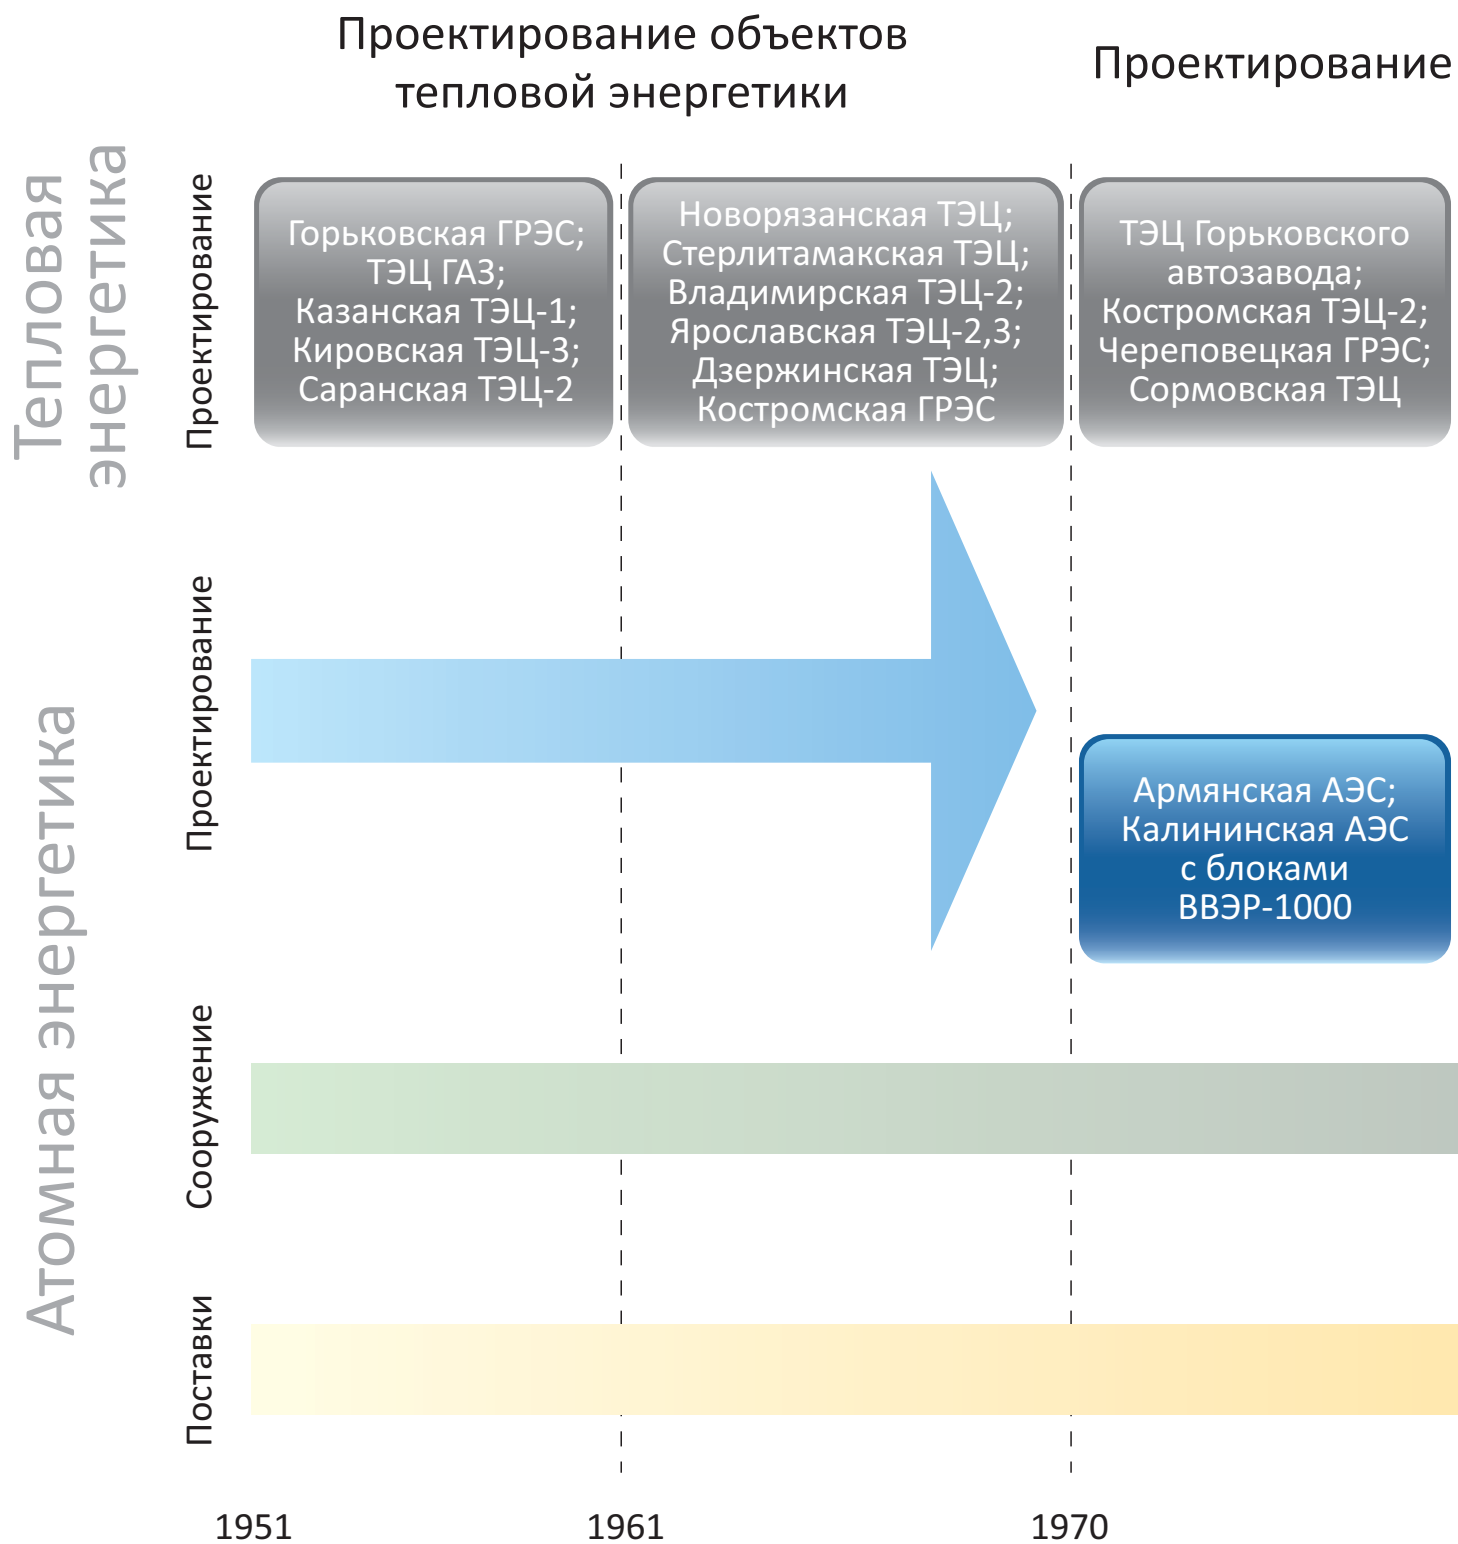 Проектирование объектов
тепловой энергетики
Проектирование
Тепловая
энергетика
Проектирование
Горьковская ГРЭС;
ТЭЦ ГАЗ;
Казанская ТЭЦ-1;
Кировская ТЭЦ-3;
Саранская ТЭЦ-2
Новорязанская ТЭЦ;
Стерлитамакская ТЭЦ;
Владимирская ТЭЦ-2;
Ярославская ТЭЦ-2,3;
Дзержинская ТЭЦ;
Костромская ГРЭС
ТЭЦ Горьковского
автозавода;
Костромская ТЭЦ-2;
Череповецкая ГРЭС;
Сормовская ТЭЦ
Атомная энергетика
Проектирование
Армянская АЭС;
Калининская АЭС
с блоками
ВВЭР-1000
Сооружение
Поставки
1951
1961
1970